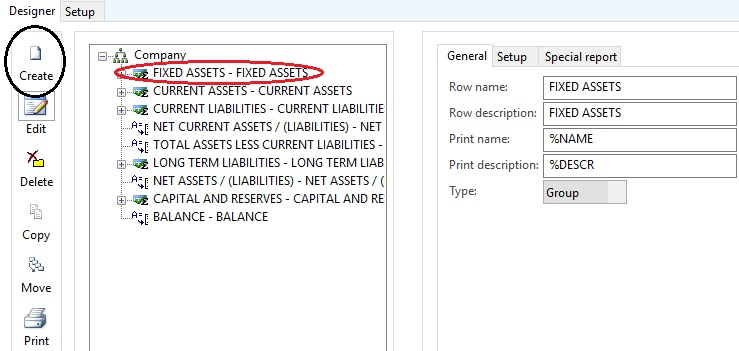 Designer Setup
Create
Edit
Delete
Copy
Move
Print
Company
FIXED ASSETS - FIXED ASSETS
CURRENT ASSETS - CURRENT ASSETS
CURRENT LIABILITIES - CURRENT LIABILITIE
NET CURRENT ASSETS / (LIABILITIES) - NET
TOTAL ASSETS LESS CURRENT LIABILITIES -
LONG TERM LIABILITIES - LONG TERM LIAB
NET ASSETS / (LIABILITIES) - NET ASSETS / (
CAPITAL AND RESERVES - CAPITAL AND RE
BALANCE - BALANCE
General Setup Special report
Row name: FIXED ASSETS
Row description: FIXED ASSETS
Print name: %NAME
Print description: %DESCR
Type: Group